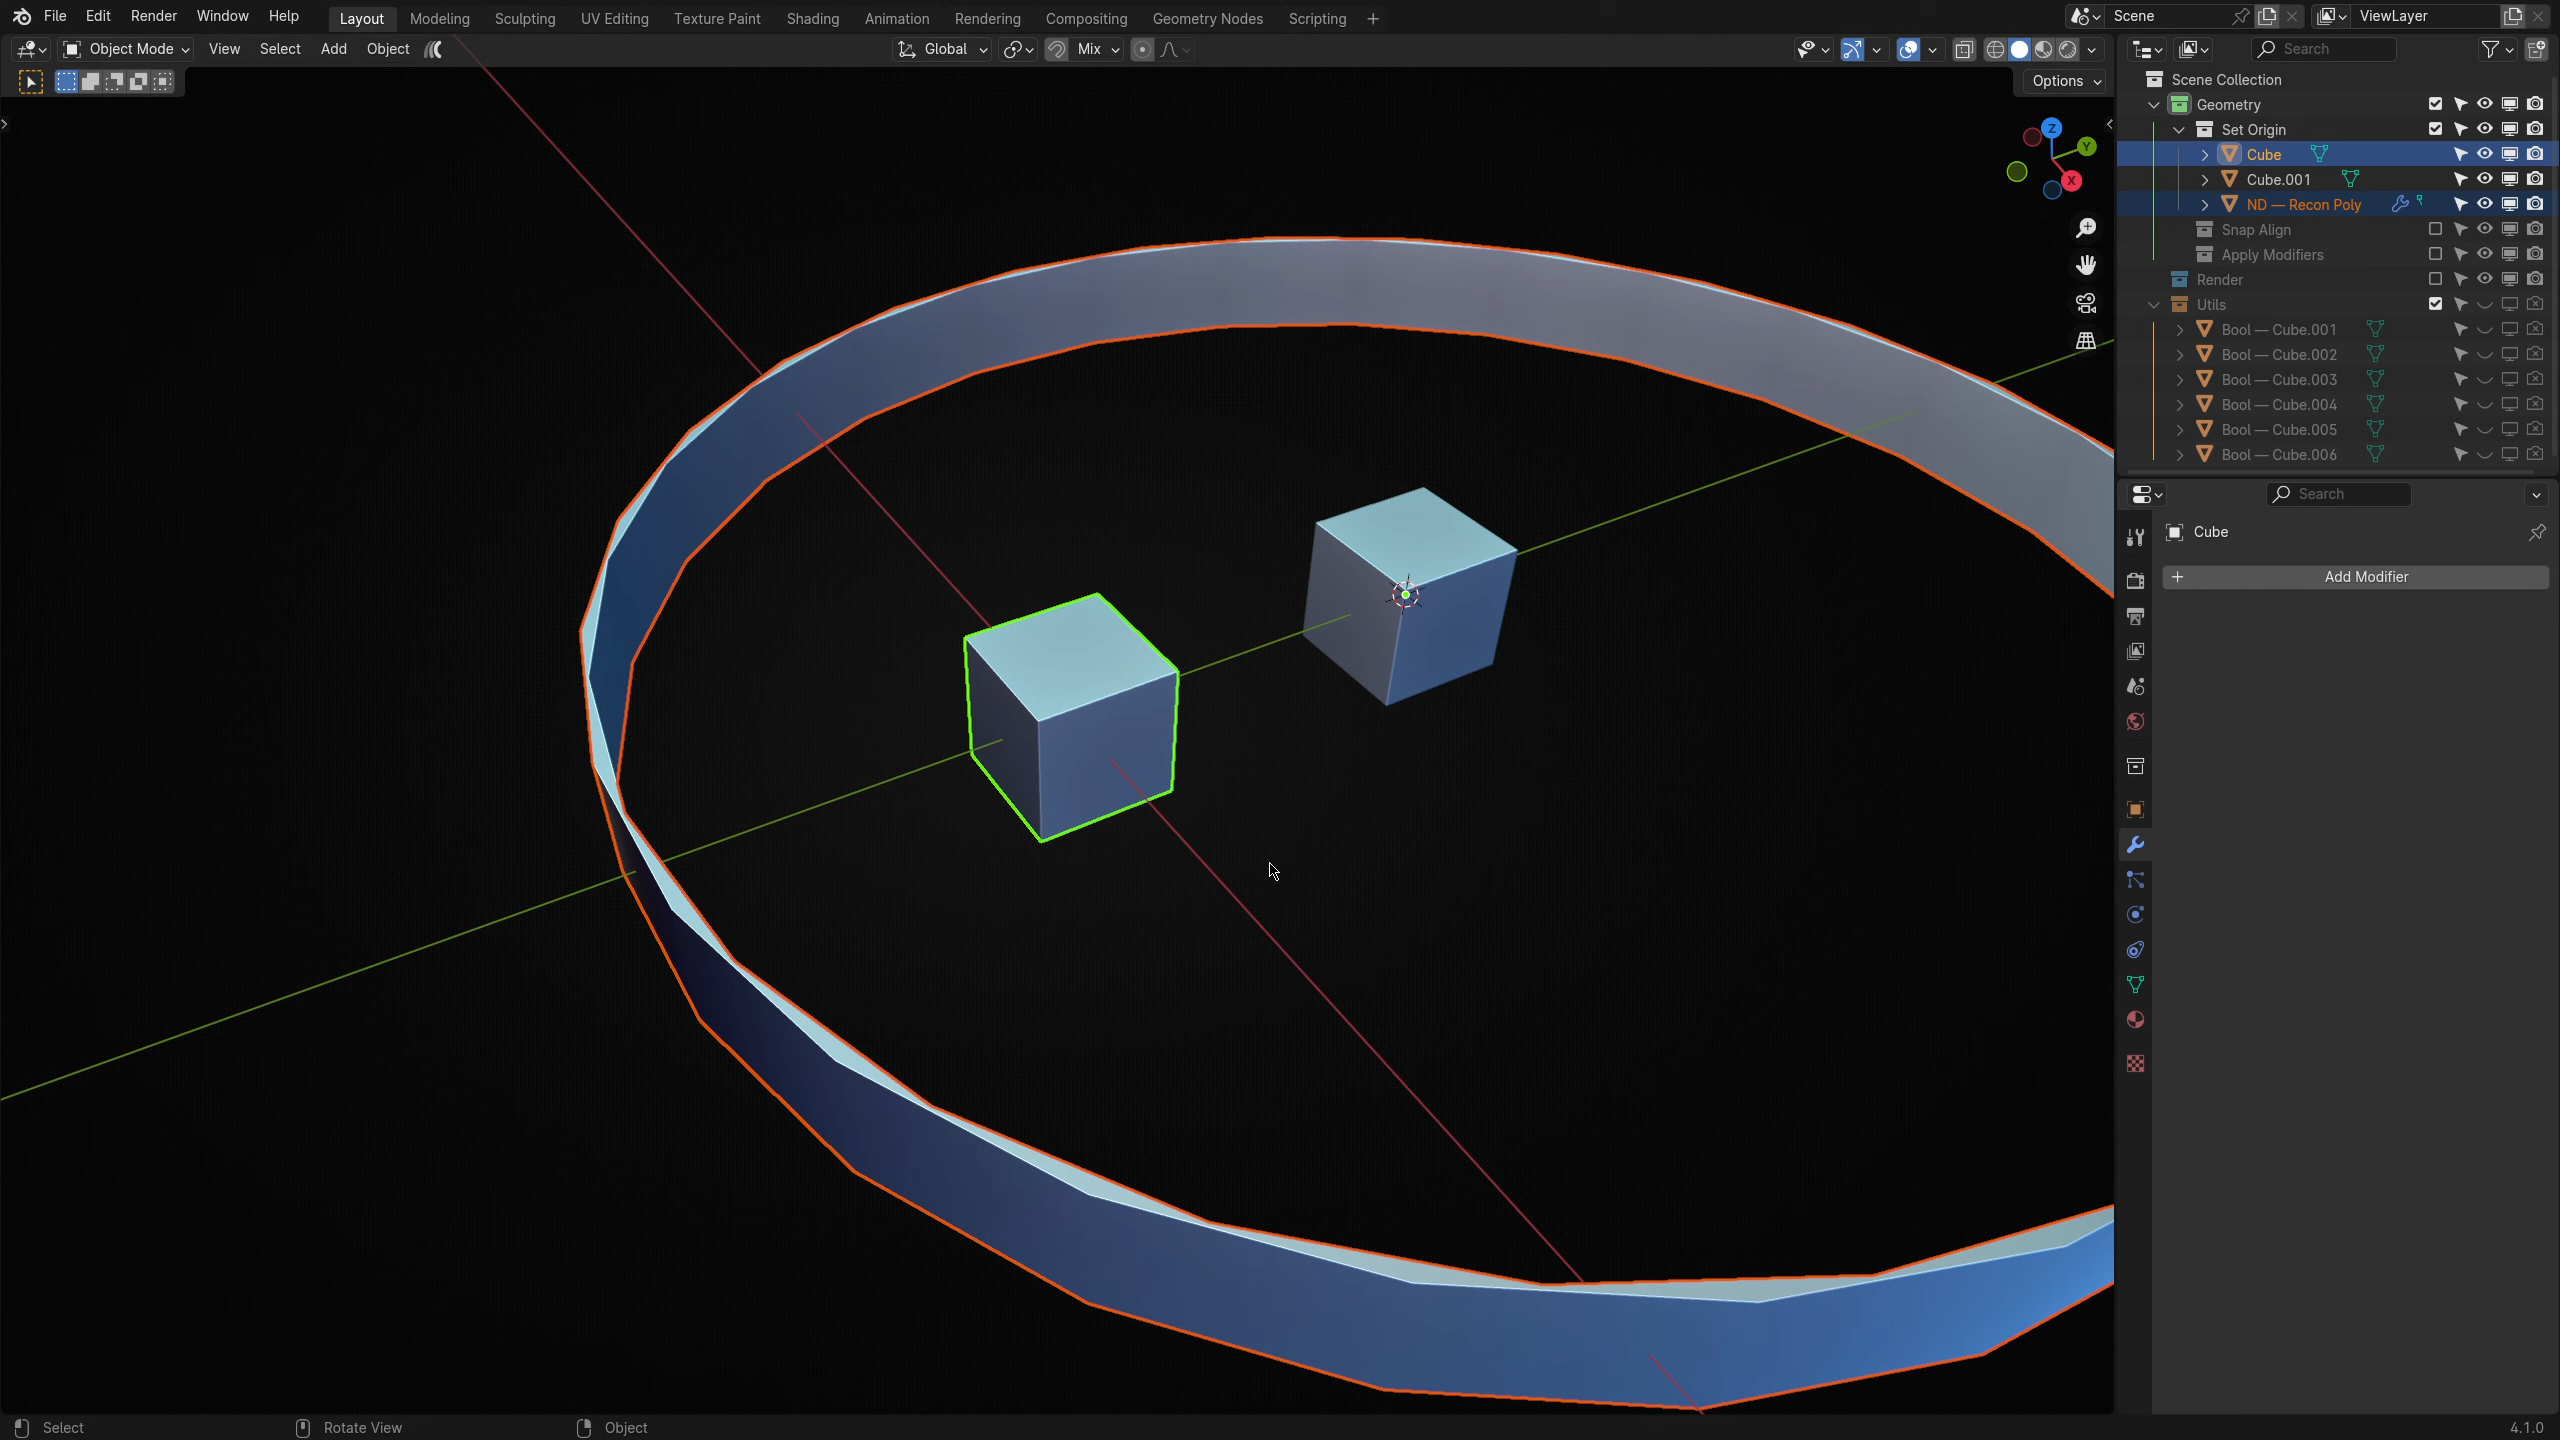 File Edit Render Window Help Layout Modeling Sculpting UV Editing Texture Paint Shading Animation Rendering Compositing Geometry Nodes Scripting + Scene ViewLayer
Object Mode View Select Add Object Global Mix Search
Options
Scene Collection
Geometry
Set Origin
Cube
Cube.001
ND — Recon Poly
Snap Align
Apply Modifiers
Render
Utils
Bool — Cube.001
Bool — Cube.002
Bool — Cube.003
Bool — Cube.004
Bool — Cube.005
Bool — Cube.006
Z
Y
X
Search
Cube
+ Add Modifier
Select Rotate View Object 4.1.0